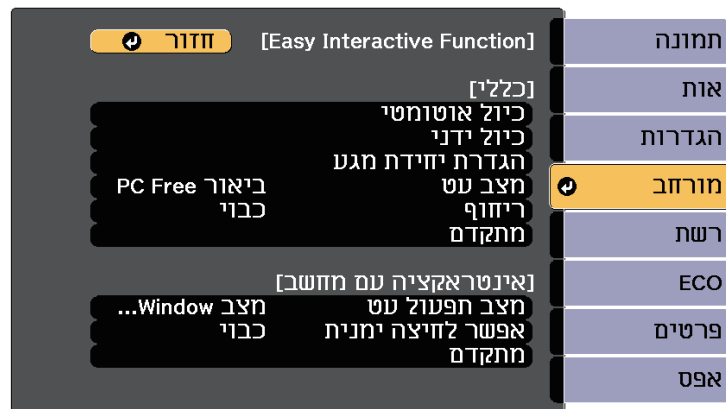 [Easy Interactive Function] חזור
[כללי]
כיול אוטומטי
כיול ידני
הגדרת יחידת מגע
מצב עט ביאור PC Free
ריחוף כבוי
מתקדם
[אינטראקציה עם מחשב]
מצב תפעול עט מצב Window...
אפשר לחיצה ימנית כבוי
מתקדם
תמונה
אות
הגדרות
מורחב
רשת
ECO
פרטים
אפס